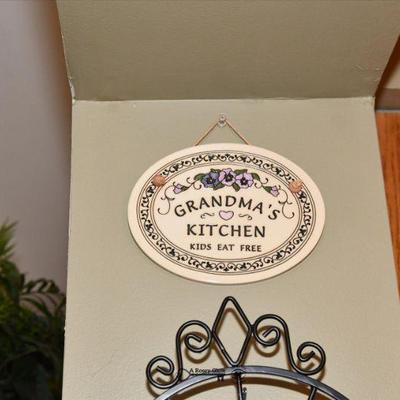 GRANDMA'S
KITCHEN
KIDS EAT FREE